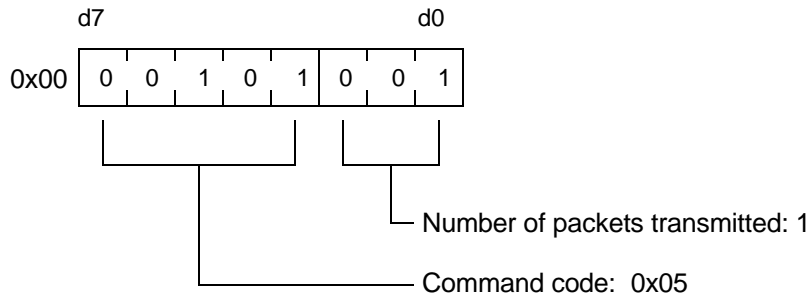 d7 d0
0x00 0 0 1 0 1 0 0 1
Number of packets transmitted: 1
Command code: 0x05